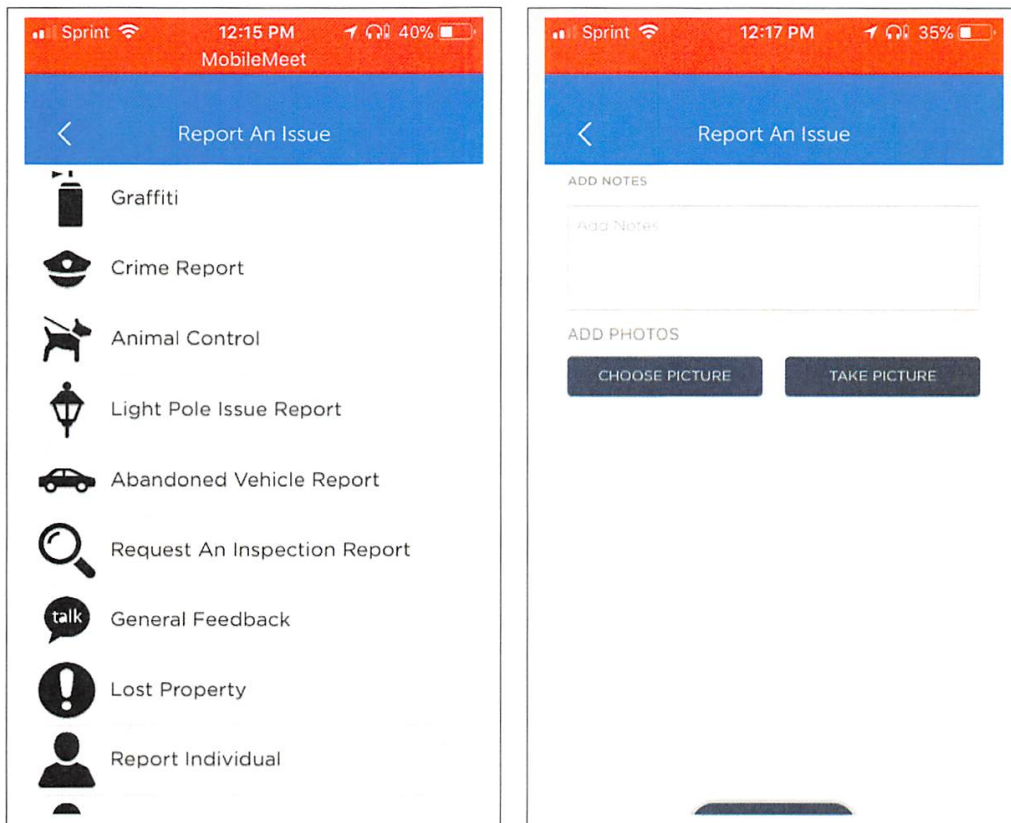 Sprint 12:15 PM 40%
MobileMeet
Report An Issue
Graffiti
Crime Report
Animal Control
Light Pole Issue Report
Abandoned Vehicle Report
Request An Inspection Report
talk
General Feedback
Lost Property
Report Individual
Sprint 12:17 PM 35%
Report An Issue
ADD NOTES
Add Notes
ADD PHOTOS
CHOOSE PICTURE TAKE PICTURE